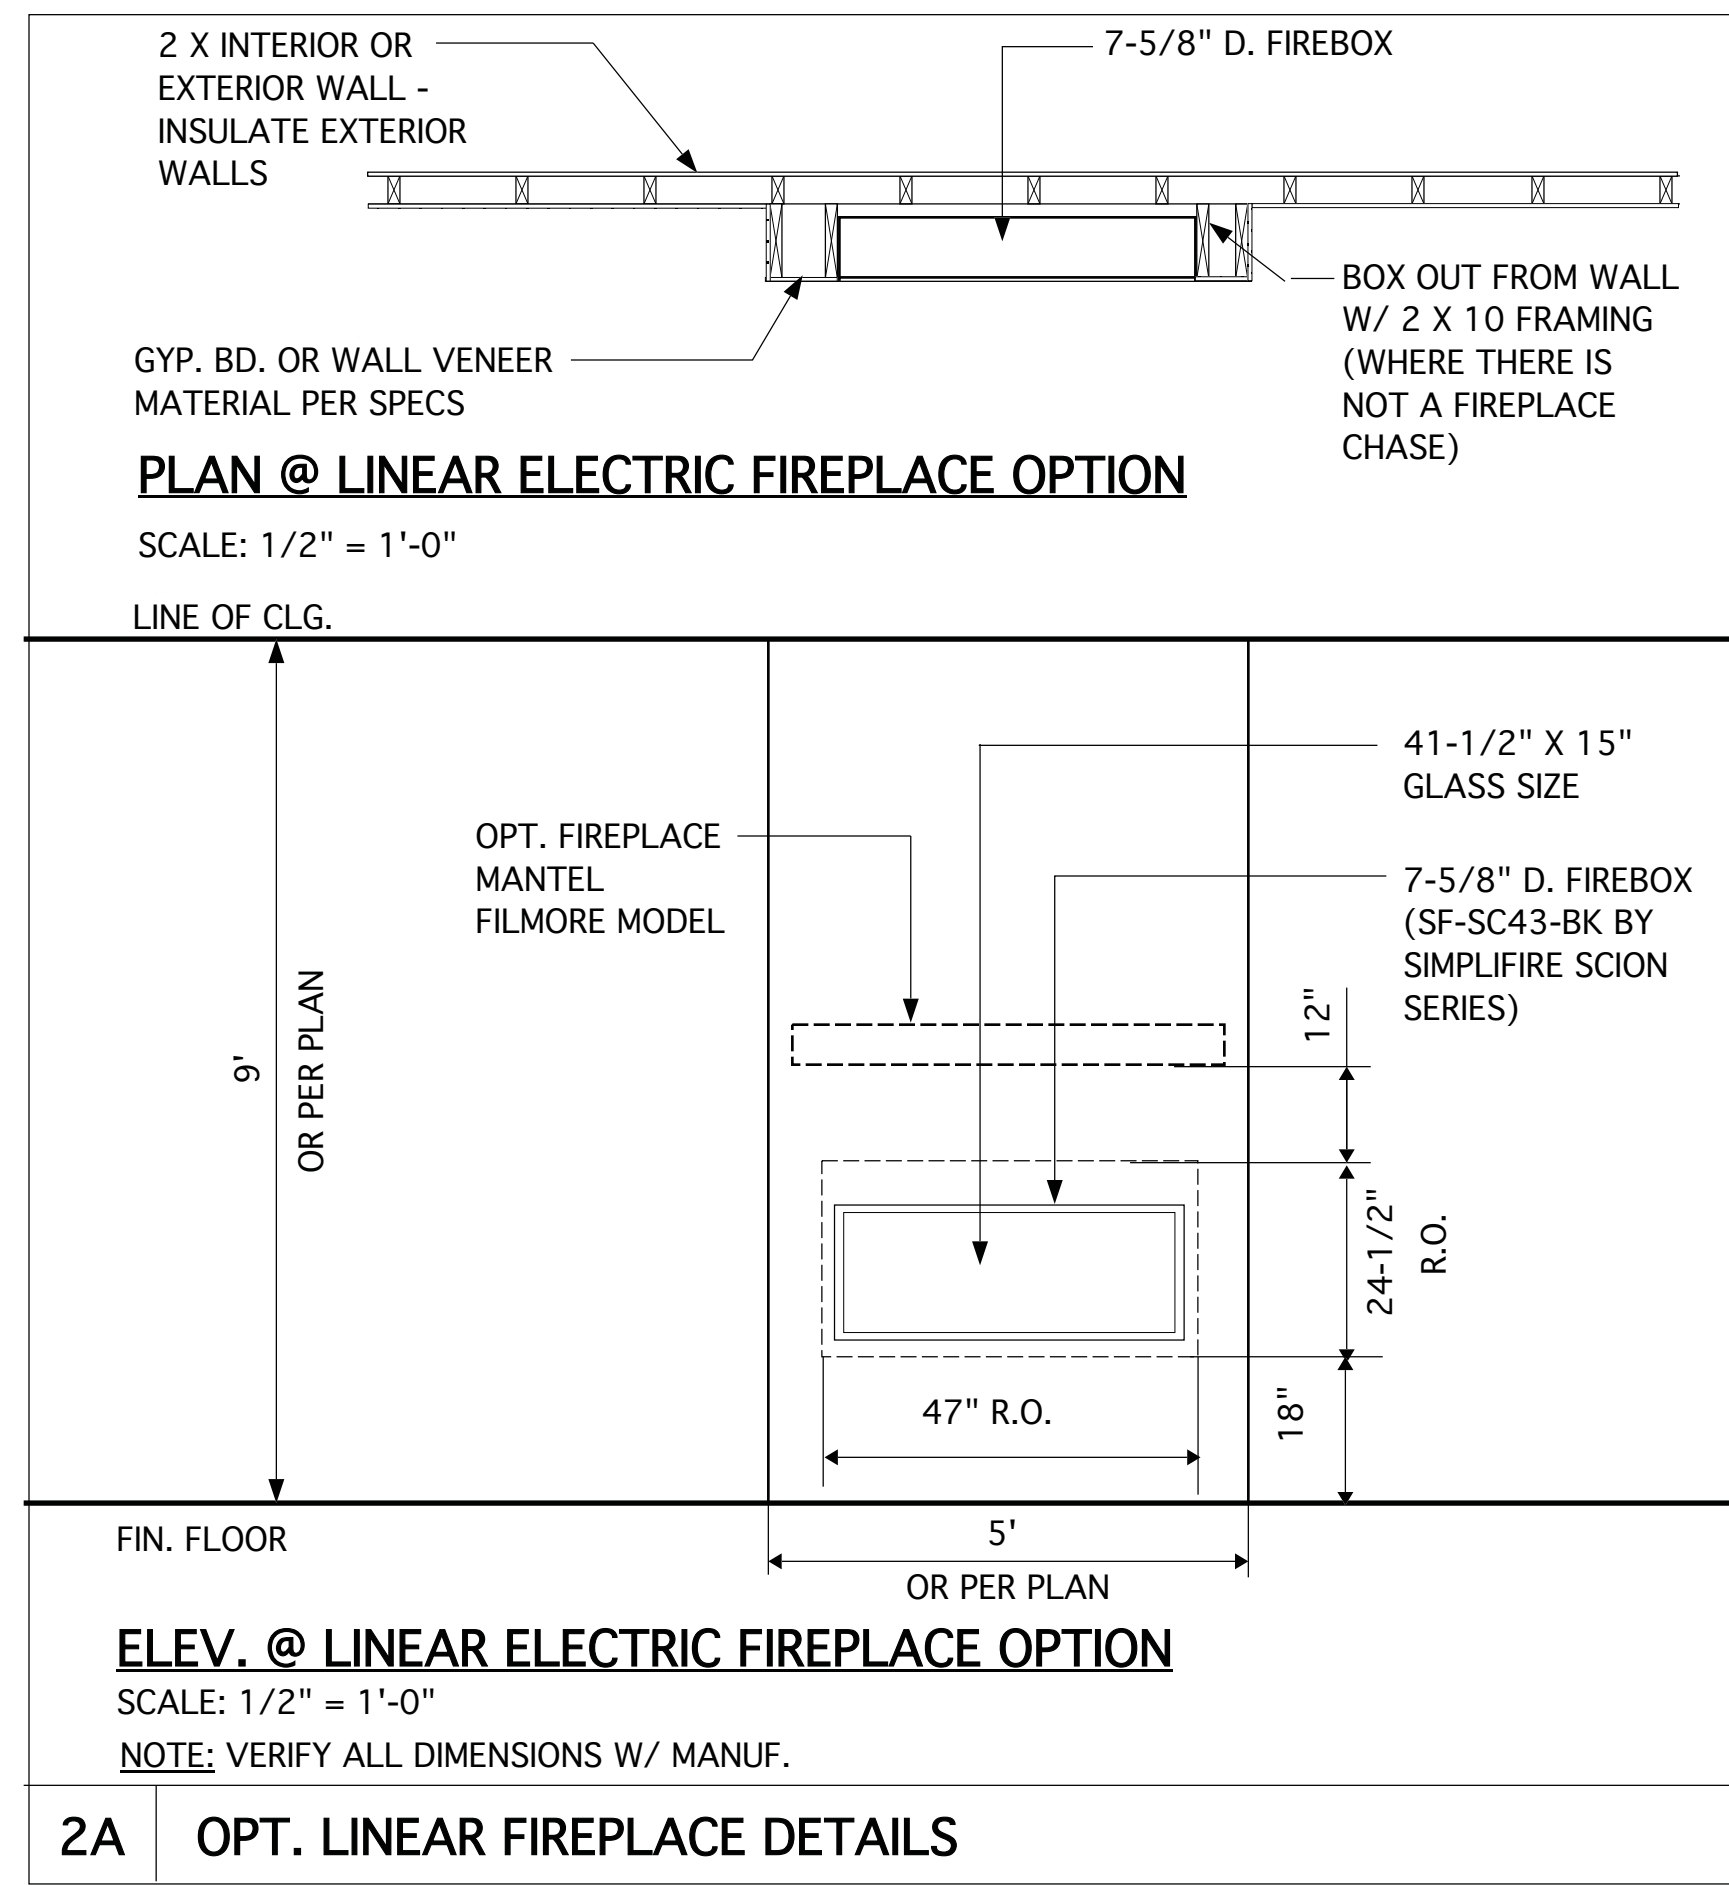 2 X INTERIOR OR
EXTERIOR WALL -
INSULATE EXTERIOR
WALLS
7-5/8" D. FIREBOX
BOX OUT FROM WALL
W/ 2 X 10 FRAMING
(WHERE THERE IS
NOT A FIREPLACE
CHASE)
GYP. BD. OR WALL VENEER
MATERIAL PER SPECS
PLAN @ LINEAR ELECTRIC FIREPLACE OPTION
SCALE: 1/2" = 1'-0"
LINE OF CLG.
41-1/2" X 15"
GLASS SIZE
OPT. FIREPLACE
MANTEL
FILMORE MODEL
7-5/8" D. FIREBOX
(SF-SC43-BK BY
SIMPLIFIRE SCION
SERIES)
9'
OR PER PLAN
12"
24-1/2"
R.O.
18"
47" R.O.
FIN. FLOOR
5'
OR PER PLAN
ELEV. @ LINEAR ELECTRIC FIREPLACE OPTION
SCALE: 1/2" = 1'-0"
NOTE: VERIFY ALL DIMENSIONS W/ MANUF.
2A OPT. LINEAR FIREPLACE DETAILS